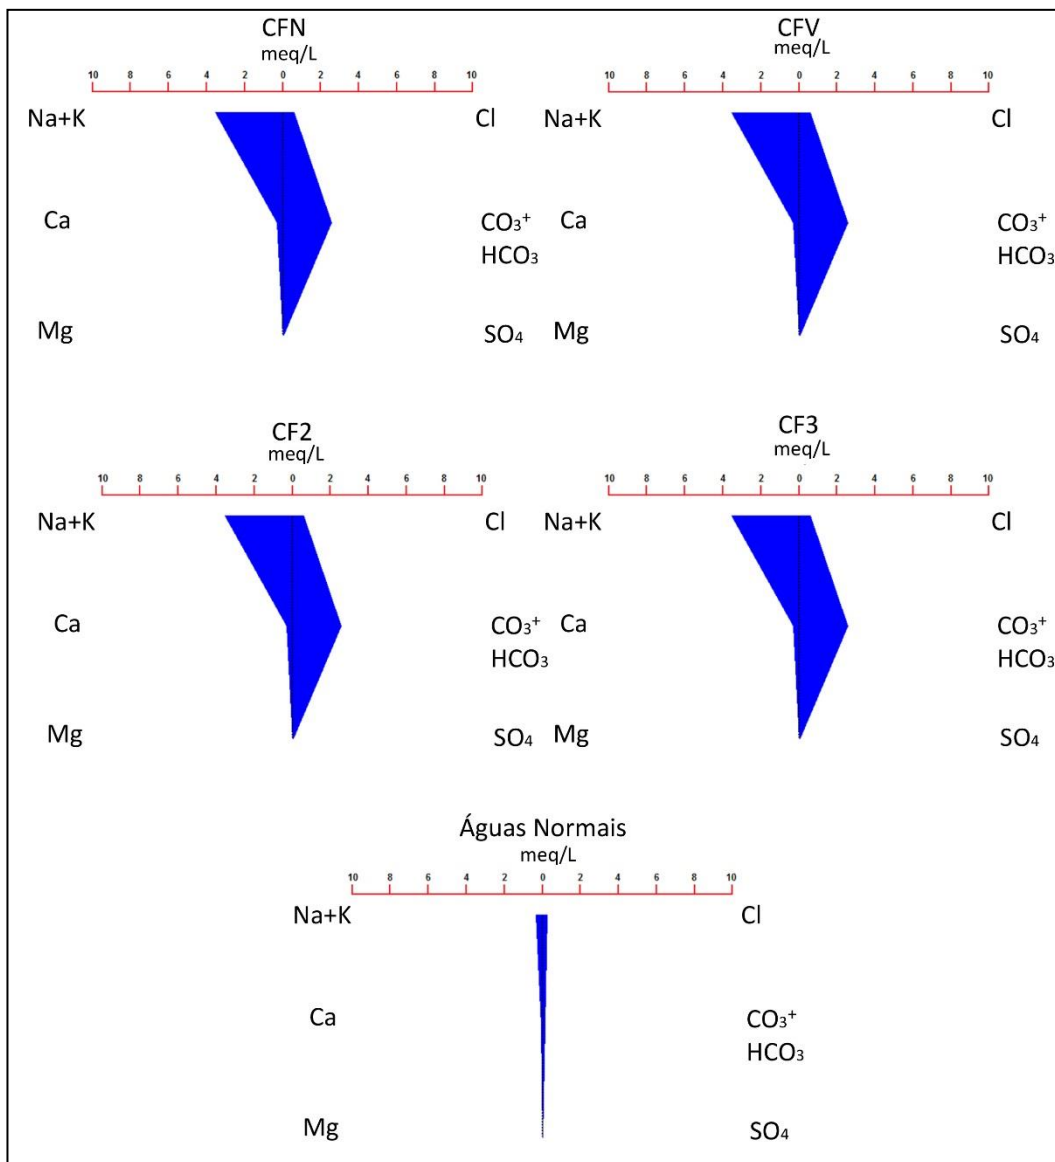 CFN
meq/L
10 8 6 4 2 0 2 4 6 8 10
Na+K
Cl
Ca
CO₃⁺
HCO₃
Mg
SO₄
CFV
meq/L
10 8 6 4 2 0 2 4 6 8 10
Na+K
Cl
Ca
CO₃⁺
HCO₃
Mg
SO₄
CF2
meq/L
10 8 6 4 2 0 2 4 6 8 10
Na+K
Cl
Ca
CO₃⁺
HCO₃
Mg
SO₄
CF3
meq/L
10 8 6 4 2 0 2 4 6 8 10
Na+K
Cl
Ca
CO₃⁺
HCO₃
Mg
SO₄
Águas Normais
meq/L
10 8 6 4 2 0 2 4 6 8 10
Na+K
Cl
Ca
CO₃⁺
HCO₃
Mg
SO₄